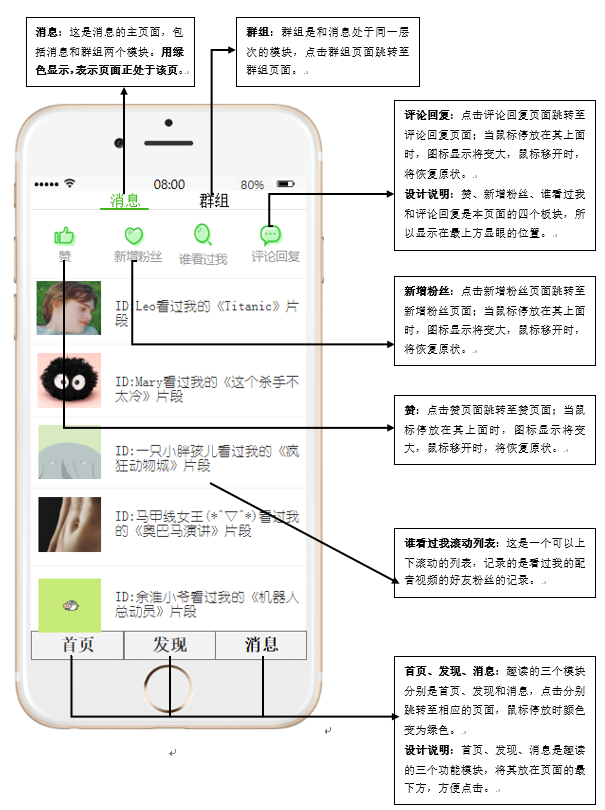 消息：这是消息的主页面，包
括消息和群组两个模块。用绿
色显示，表示页面正处于该页。
群组：群组是和消息处于同一层
次的模块，点击群组页面跳转至
群组页面。
评论回复：点击评论回复页面跳转至
评论回复页面；当鼠标停放在其上面
时，图标显示将变大，鼠标移开时，
将恢复原状。
设计说明：赞、新增粉丝、谁看过我
和评论回复是本页面的四个板块，所
以显示在最上方显眼的位置。
08:00
80%
消息
群组
赞
新增粉丝
谁看过我
评论回复
ID:Leo看过我的《Titanic》片
段
ID:Mary看过我的《这个杀手不
太冷》片段
ID:一只小胖孩儿看过我的《疯
狂动物城》片段
ID:马甲线女王(*^▽^*)看过我
的《奥巴马演讲》片段
ID:余淮小爷看过我的《机器人
总动员》片段
首页
发现
消息
新增粉丝：点击新增粉丝页面跳转至
新增粉丝页面；当鼠标停放在其上面
时，图标显示将变大，鼠标移开时，
将恢复原状。
赞：点击赞页面跳转至赞页面；当鼠
标停放在其上面时，图标显示将变
大，鼠标移开时，将恢复原状。
谁看过我滚动列表：这是一个可以上
下滚动的列表，记录的是看过我的配
音视频的好友粉丝的记录。
首页、发现、消息：趣读的三个模块
分别是首页、发现和消息，点击分别
跳转至相应的页面，鼠标停放时颜色
变为绿色。
设计说明：首页、发现、消息是趣读
的三个功能模块，将其放在页面的最
下方，方便点击。